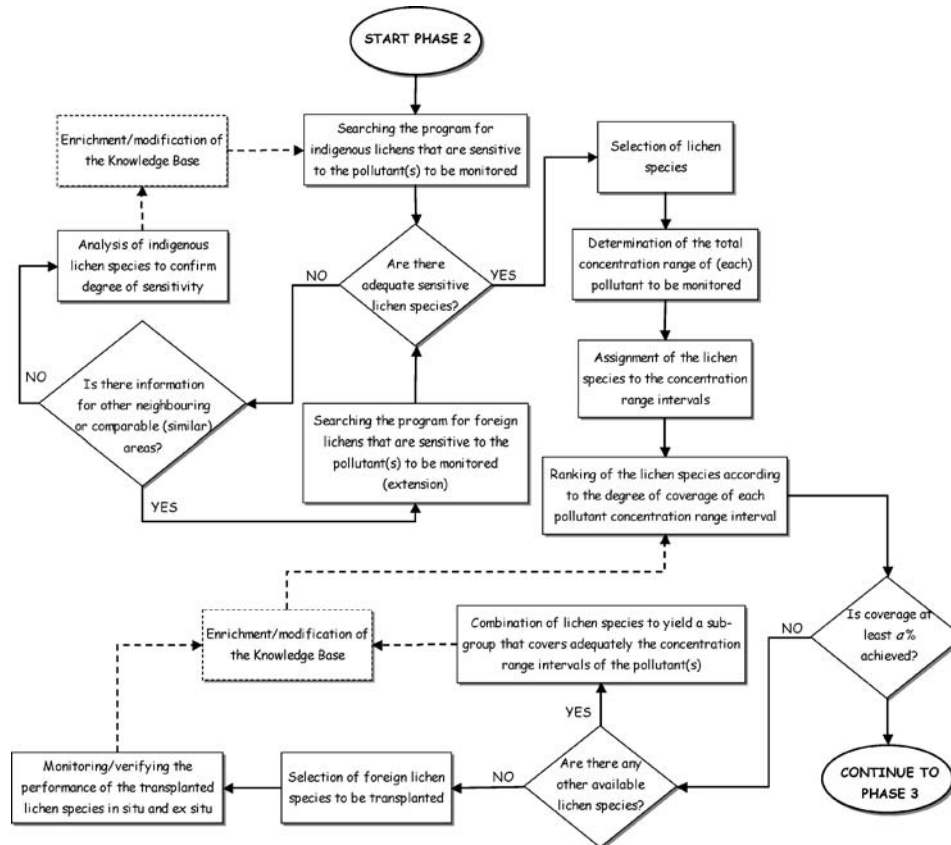 START PHASE 2
Enrichment/modification of
the Knowledge Base
Searching the program for
indigenous lichens that are sensitive
to the pollutant(s) to be monitored
Selection of lichen
species
Analysis of indigenous
lichen species to confirm
degree of sensitivity
NO
Are there
adequate sensitive
lichen species?
YES
Determination of the total
concentration range of (each)
pollutant to be monitored
NO
Is there information
for other neighbouring
or comparable (similar)
areas?
YES
Searching the program for foreign
lichens that are sensitive to the
pollutant(s) to be monitored
(extension)
Assignment of the lichen
species to the concentration
range intervals
Ranking of the lichen species according
to the degree of coverage of each
pollutant concentration range interval
Enrichment/modification of
the Knowledge Base
Combination of lichen species to yield a sub-
group that covers adequately the concentration
range intervals of the pollutant(s)
NO
Is coverage at
least a%
achieved?
YES
Monitoring/verifying the
performance of the transplanted
lichen species in situ and ex situ
Selection of foreign lichen
species to be transplanted
NO
Are there any
other available
lichen species?
CONTINUE TO
PHASE 3